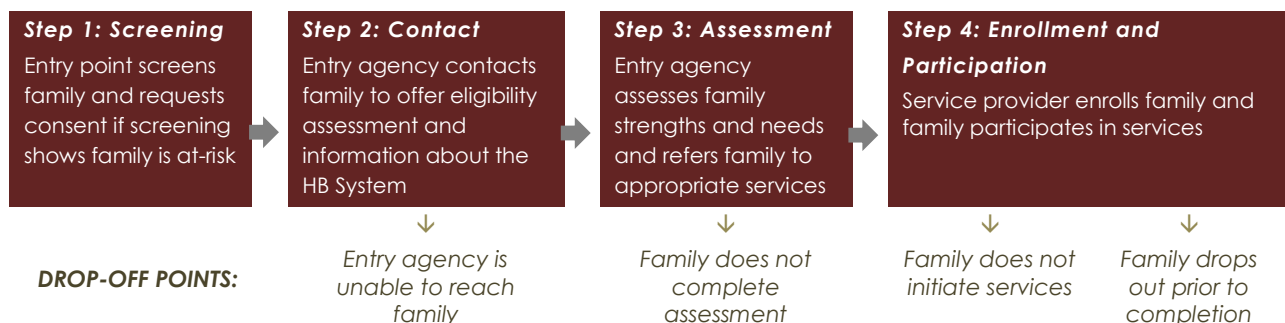 Step 1: Screening
Entry point screens
family and requests
consent if screening
shows family is at-risk
Step 2: Contact
Entry agency contacts
family to offer eligibility
assessment and
information about the
HB System
Step 3: Assessment
Entry agency
assesses family
strengths and needs
and refers family to
appropriate services
Step 4: Enrollment and
Participation
Service provider enrolls family and
family participates in services
DROP-OFF POINTS:
Entry agency is
unable to reach
family
Family does not
complete
assessment
Family does not
initiate services
Family drops
out prior to
completion